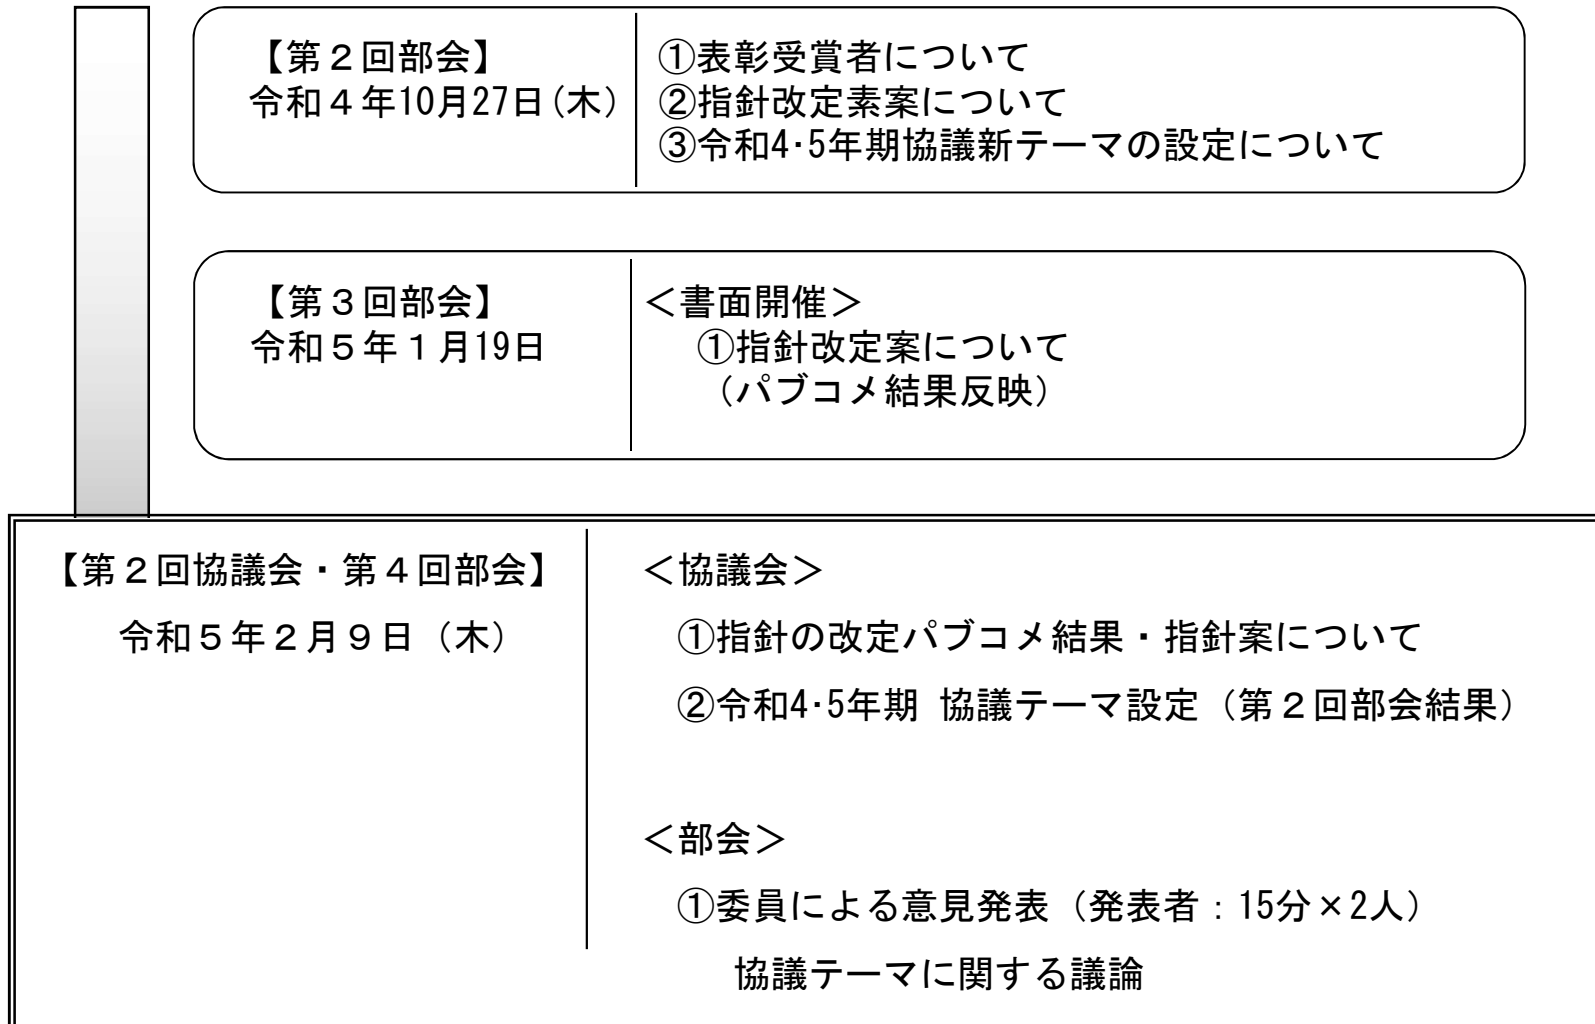 【第２回部会】
令和４年10月27日(木)
①表彰受賞者について
②指針改定素案について
③令和4･5年期協議新テーマの設定について
【第３回部会】
令和５年１月19日
＜書面開催＞
①指針改定案について
（パブコメ結果反映）
【第２回協議会・第４回部会】
令和５年２月９日（木）
＜協議会＞
①指針の改定パブコメ結果・指針案について
②令和4･5年期 協議テーマ設定（第２回部会結果）
＜部会＞
①委員による意見発表（発表者：15分×2人）
協議テーマに関する議論